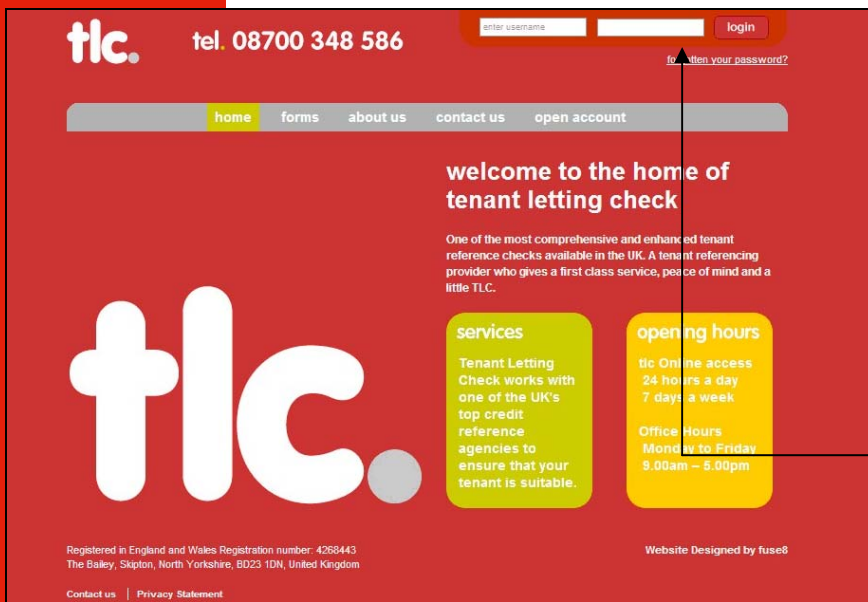 tlc.
tel. 08700 348 586
enter username
login
forgotten your password?
home forms about us contact us open account
welcome to the home of
tenant letting check
One of the most comprehensive and enhanced tenant
reference checks available in the UK. A tenant referencing
provider who gives a first class service, peace of mind and a
little TLC.
tlc.
services
Tenant Letting
Check works with
one of the UK's
top credit
reference
agencies to
ensure that your
tenant is suitable.
opening hours
tlc Online access
24 hours a day
7 days a week
Office Hours
Monday to Friday
9.00am – 5.00pm
Registered in England and Wales Registration number: 4268443
The Bailey, Skipton, North Yorkshire, BD23 1DN, United Kingdom
Website Designed by fuse8
Contact us | Privacy Statement